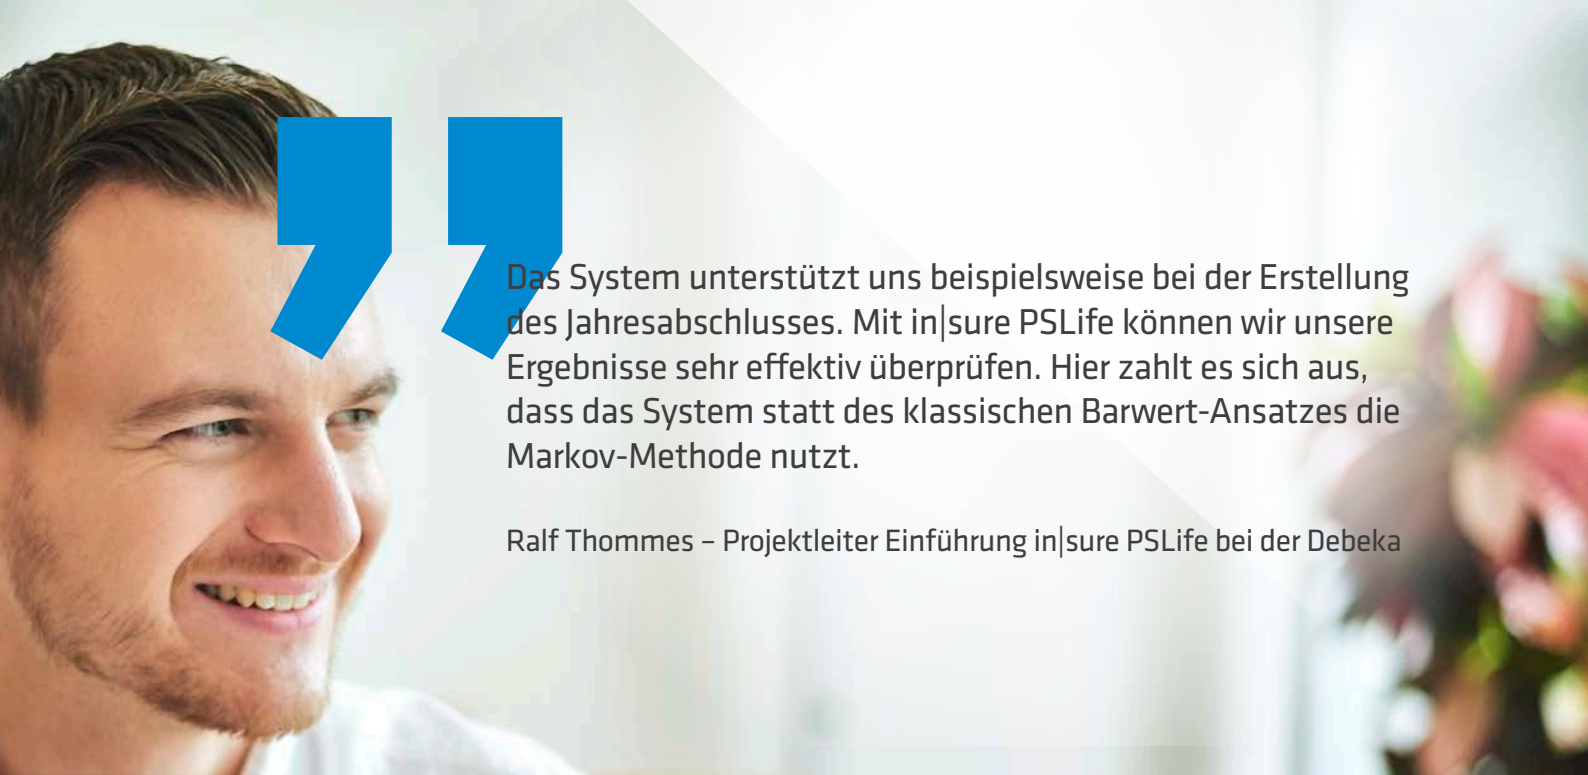 Das System unterstützt uns beispielsweise bei der Erstellung
des Jahresabschlusses. Mit in|sure PSLife können wir unsere
Ergebnisse sehr effektiv überprüfen. Hier zahlt es sich aus,
dass das System statt des klassischen Barwert-Ansatzes die
Markov-Methode nutzt.
Ralf Thommes – Projektleiter Einführung in|sure PSLife bei der Debeka